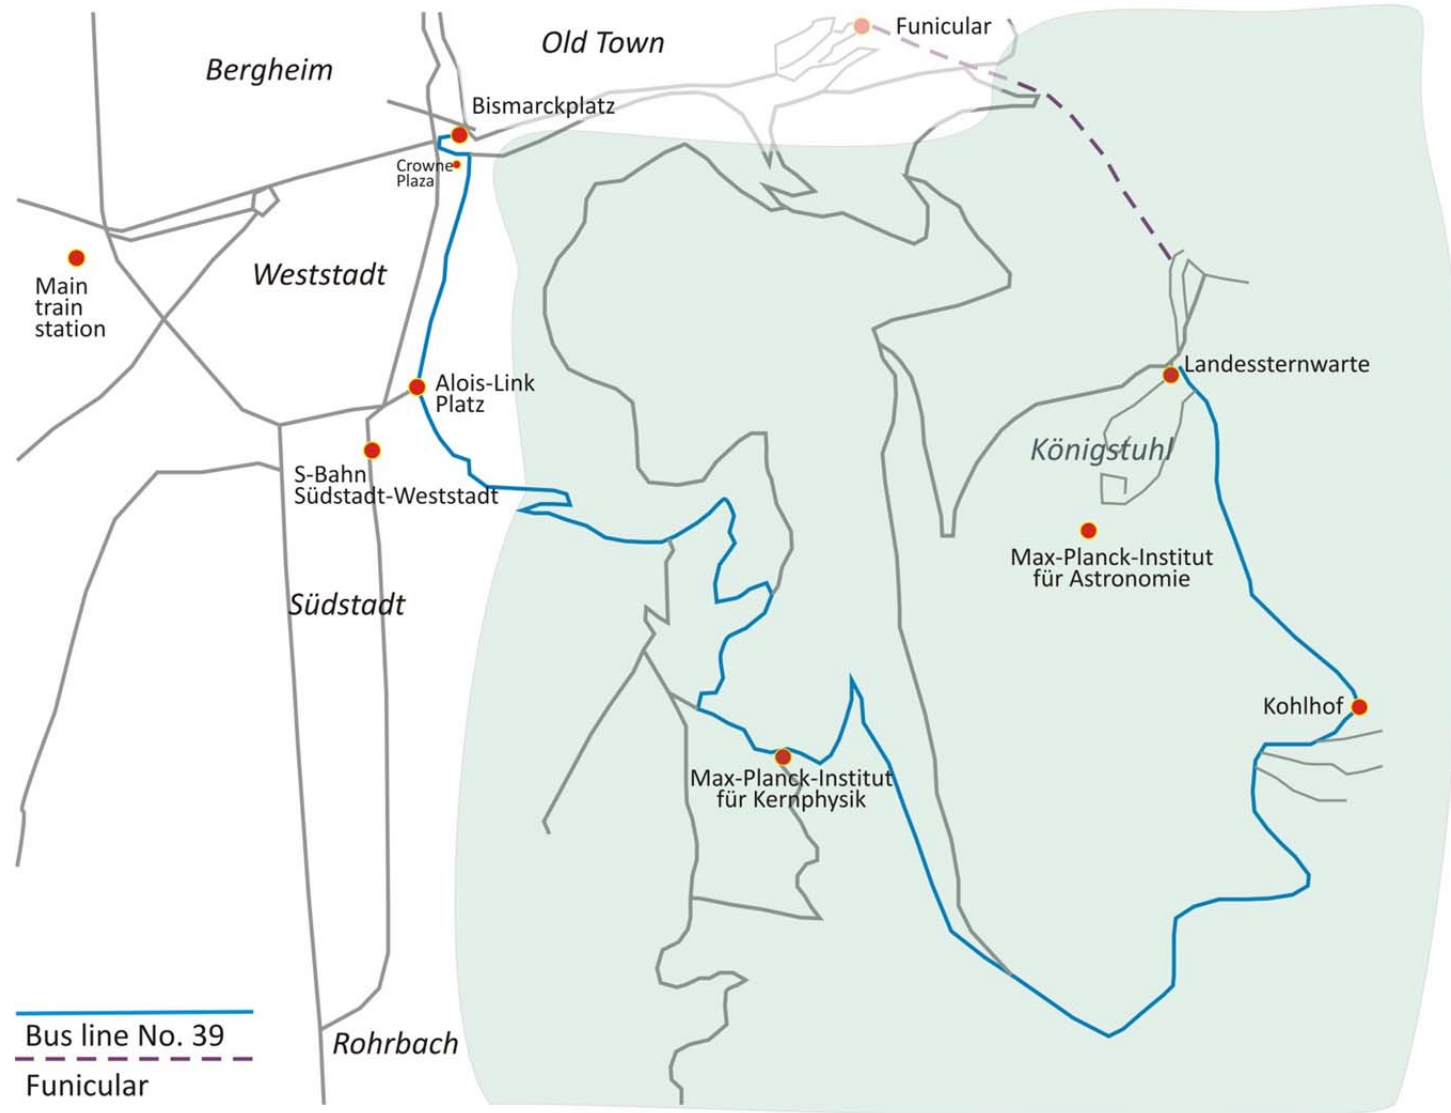 Funicular
Old Town
Bergheim
Bismarckplatz
Crowne
Plaza
Weststadt
Main
train
station
Landessternwarte
Alois-Link
Platz
Königstuhl
S-Bahn
Südstadt-Weststadt
Max-Planck-Institut
für Astronomie
Südstadt
Kohlhof
Max-Planck-Institut
für Kernphysik
Bus line No. 39
Rohrbach
Funicular